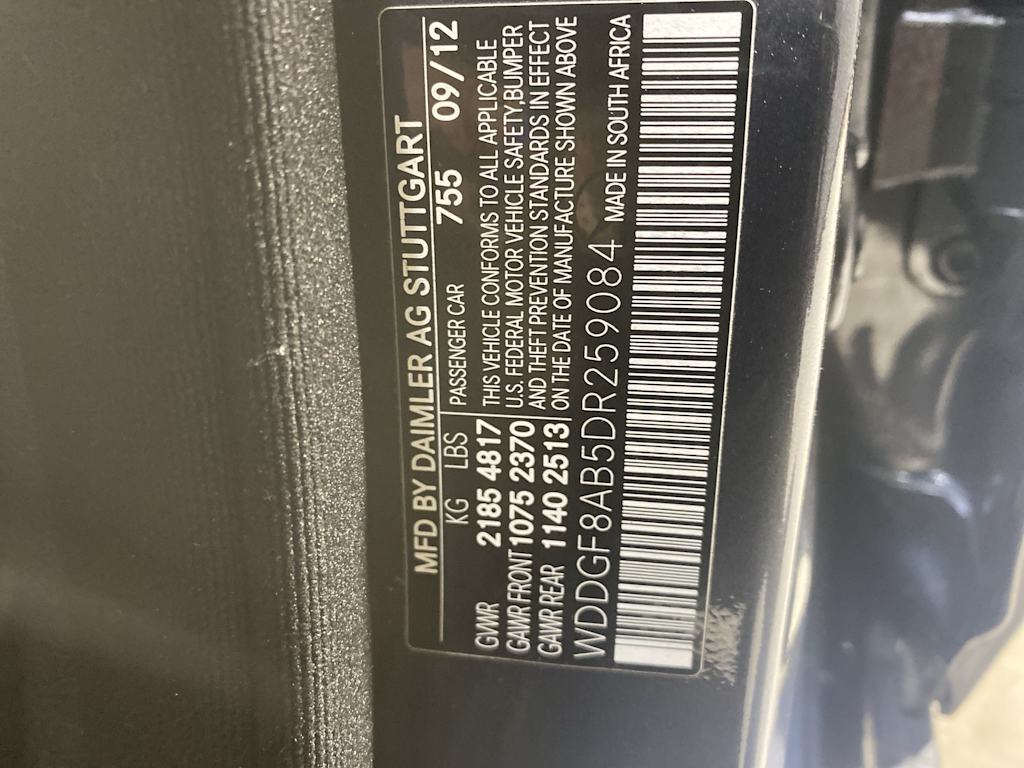 MFD BY DAIMLER AG STUTTGART
KG LBS PASSENGER CAR 755 09/12
GVWR 2185 4817
GAWR FRONT 1075 2370
GAWR REAR 1140 2513
THIS VEHICLE CONFORMS TO ALL APPLICABLE
U.S. FEDERAL MOTOR VEHICLE SAFETY,BUMPER
AND THEFT PREVENTION STANDARDS IN EFFECT
ON THE DATE OF MANUFACTURE SHOWN ABOVE
WDDGF8AB5DR259084 MADE IN SOUTH AFRICA